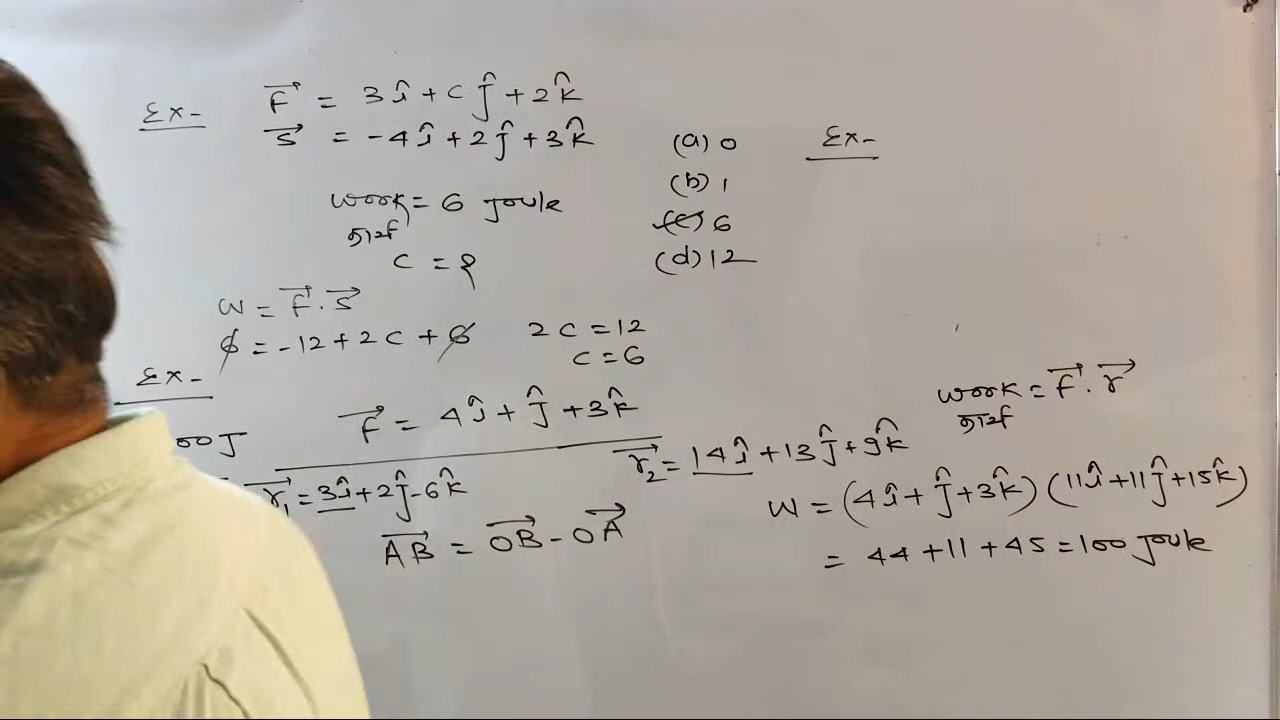 Ex-
F⃗ = 3î + cĵ + 2k̂
S⃗ = -4î + 2ĵ + 3k̂
work = 6 Joule
कार्य
c = ?
(a) 0
(b) 1
(c) 6
(d) 12
W = F⃗ . S⃗
6 = -12 + 2c + 6
2c = 12
c = 6
Ex-
00 J
F⃗ = 4î + ĵ + 3k̂
r⃗₁ = 3î + 2ĵ - 6k̂
r⃗₂ = 14î + 13ĵ + 9k̂
AB⃗ = OB⃗ - OA⃗
Ex-
work = F⃗ . r⃗
कार्य
W = (4î + ĵ + 3k̂) (11î + 11ĵ + 15k̂)
= 44 + 11 + 45 = 100 Joule